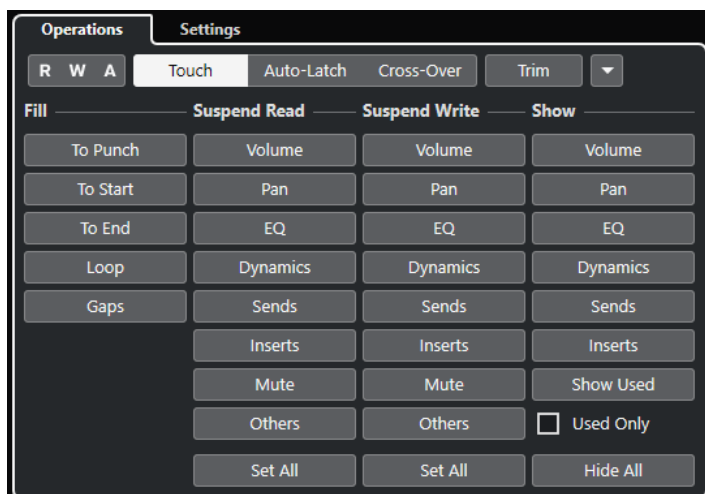 Operations Settings
R W A Touch Auto-Latch Cross-Over Trim
Fill Suspend Read Suspend Write Show
To Punch Volume Volume Volume
To Start Pan Pan Pan
To End EQ EQ EQ
Loop Dynamics Dynamics Dynamics
Gaps Sends Sends Sends
Inserts Inserts Inserts
Mute Mute Show Used
Others Others Used Only
Set All Set All Hide All